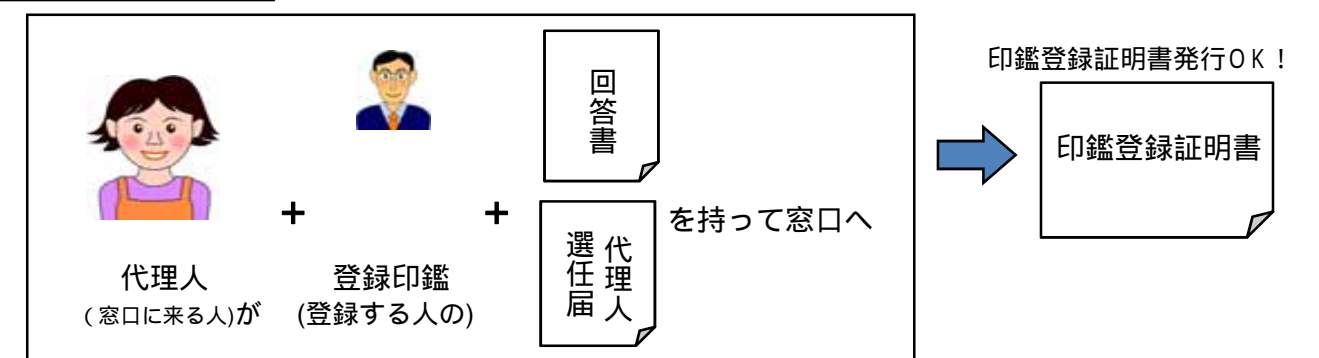 代理人
(窓口に来る人)が
+
登録印鑑
(登録する人の)
+
回答書
代理人
選任届
を持って窓口へ
印鑑登録証明書発行OK!
印鑑登録証明書